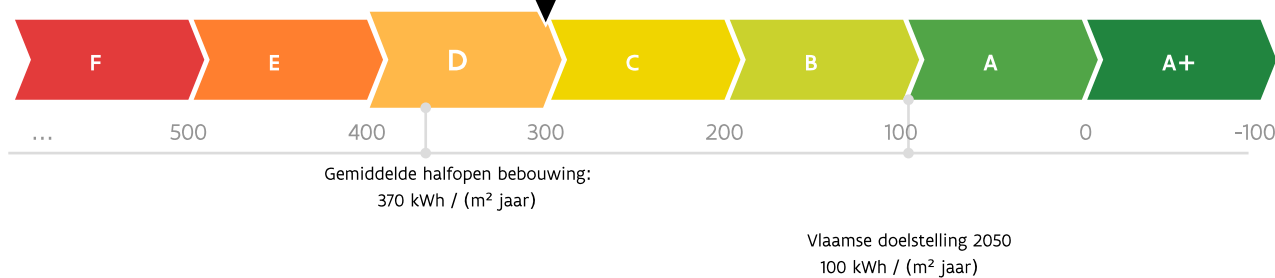 F E D C B A A+
... 500 400 300 200 100 0 -100
Gemiddelde halfopen bebouwing:
370 kWh / (m² jaar)
Vlaamse doelstelling 2050
100 kWh / (m² jaar)